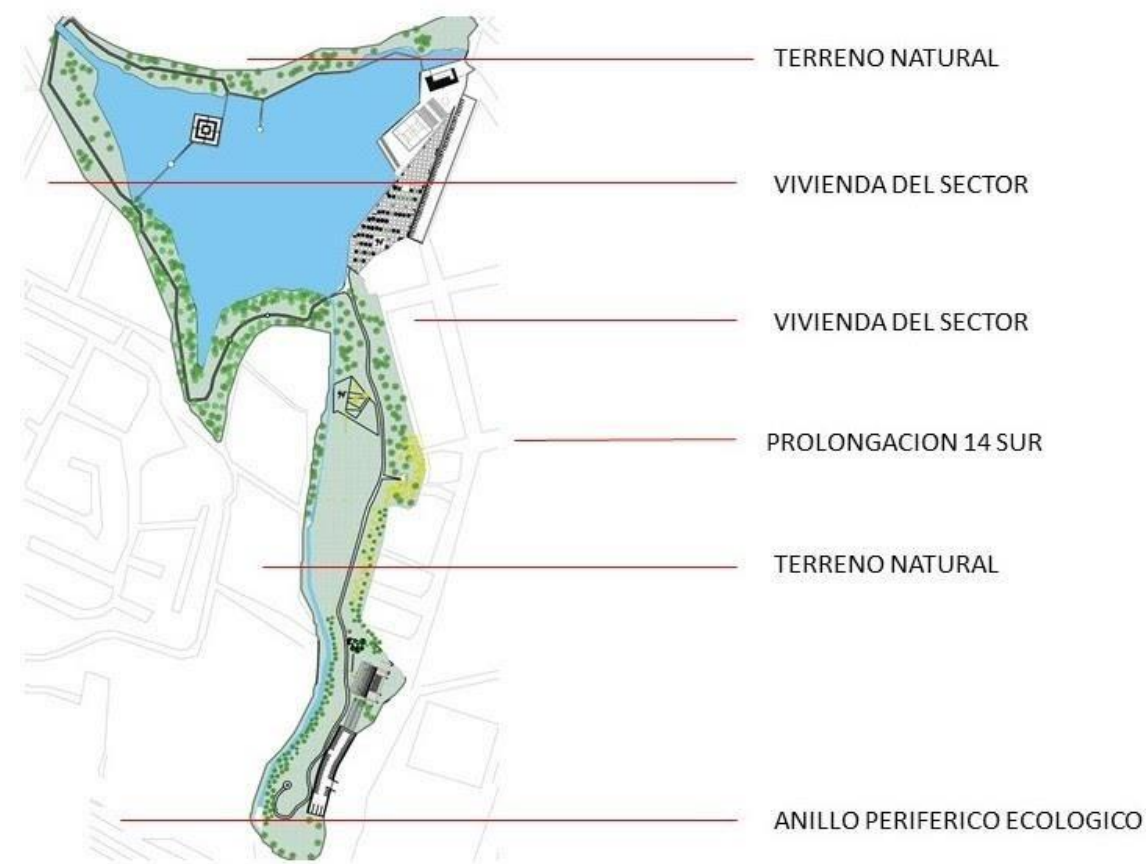 TERRENO NATURAL
VIVIENDA DEL SECTOR
VIVIENDA DEL SECTOR
PROLONGACION 14 SUR
TERRENO NATURAL
ANILLO PERIFERICO ECOLOGICO